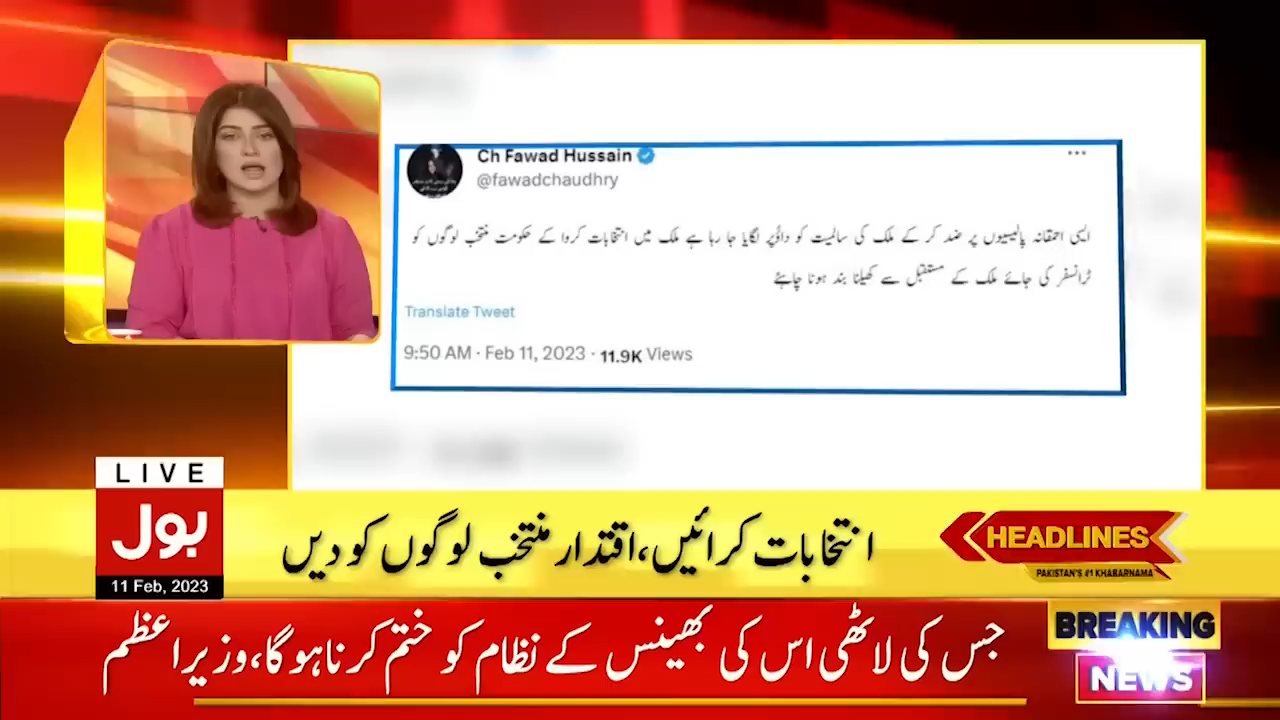 Ch Fawad Hussain
@fawadchaudhry
ایسی احمقانہ پالیسیوں پر ضد کر کے ملک کی سالمیت کو داؤپر لگایا جا رہا ہے ملک میں انتخابات کروا کے حکومت منتخب لوگوں کو
ٹرانسفر کی جائے ملک کے مستقبل سے کھیلنا بند ہونا چاہئے
Translate Tweet
9:50 AM · Feb 11, 2023 · 11.9K Views
LIVE
بول
11 Feb, 2023
انتخابات کرائیں، اقتدار منتخب لوگوں کو دیں
HEADLINES
PAKISTAN'S #1 KHABARNAMA
جس کی لاٹھی اس کی بھینس کے نظام کو ختم کرنا ہوگا، وزیراعظم
BREAKING
NEWS